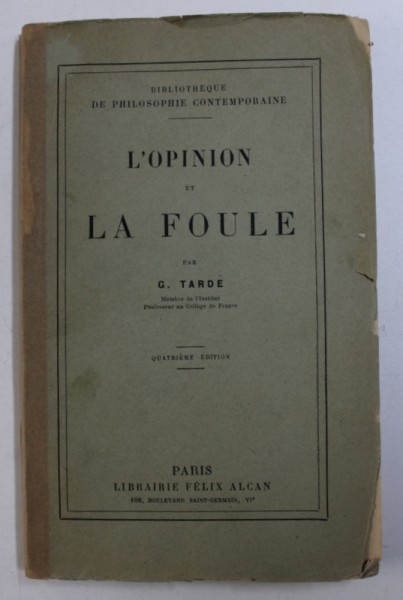 BIBLIOTHÈQUE
DE PHILOSOPHIE CONTEMPORAINE
L'OPINION
ET
LA FOULE
PAR
G. TARDE
Membre de l'Institut
Professeur au Collège de France
QUATRIÈME ÉDITION
PARIS
LIBRAIRIE FÉLIX ALCAN
108, BOULEVARD SAINT-GERMAIN, VIe